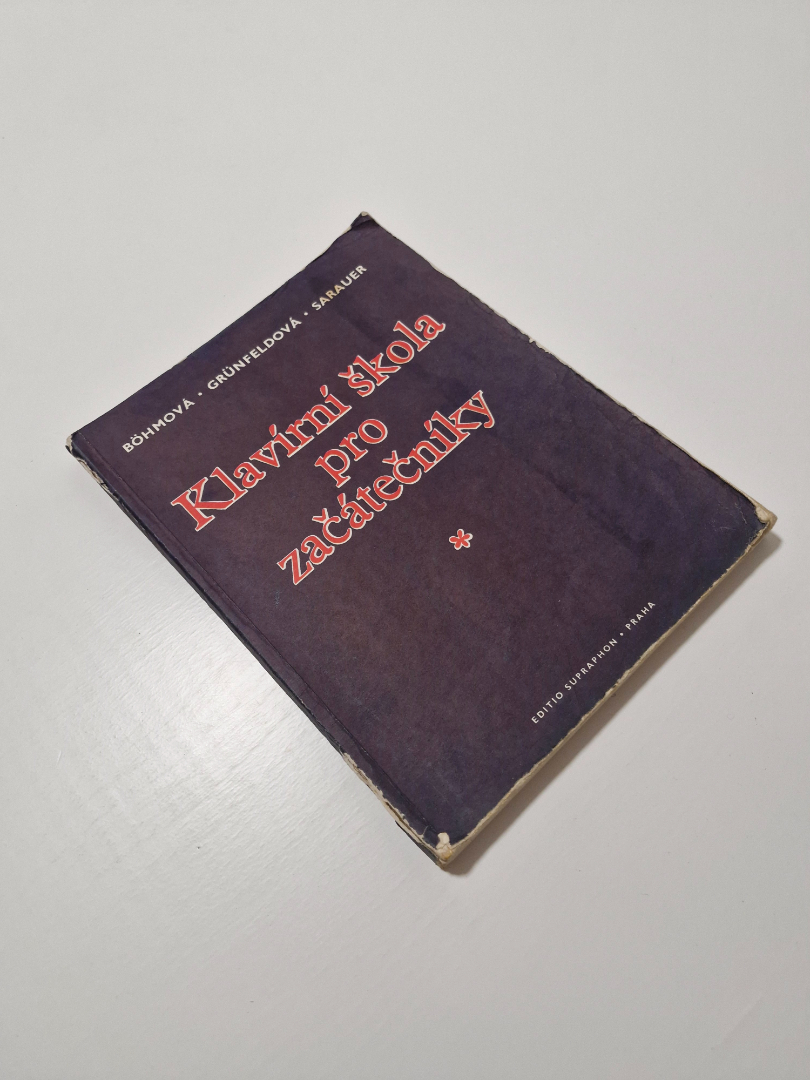 BÖHMOVÁ • GRÜNFELDOVÁ • SARAUER
Klavírní škola
pro
začátečníky
*
EDITIO SUPRAPHON • PRAHA